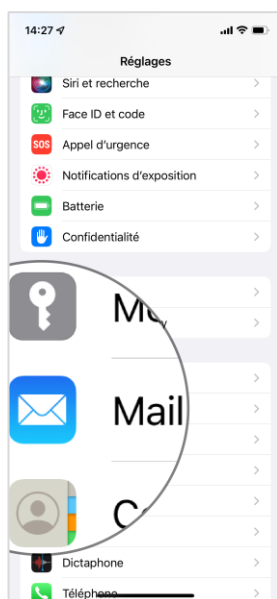 14:27
Réglages
Siri et recherche
Face ID et code
SOS
Appel d'urgence
Notifications d'exposition
Batterie
Confidentialité
Mail
Dictaphone
Téléphone